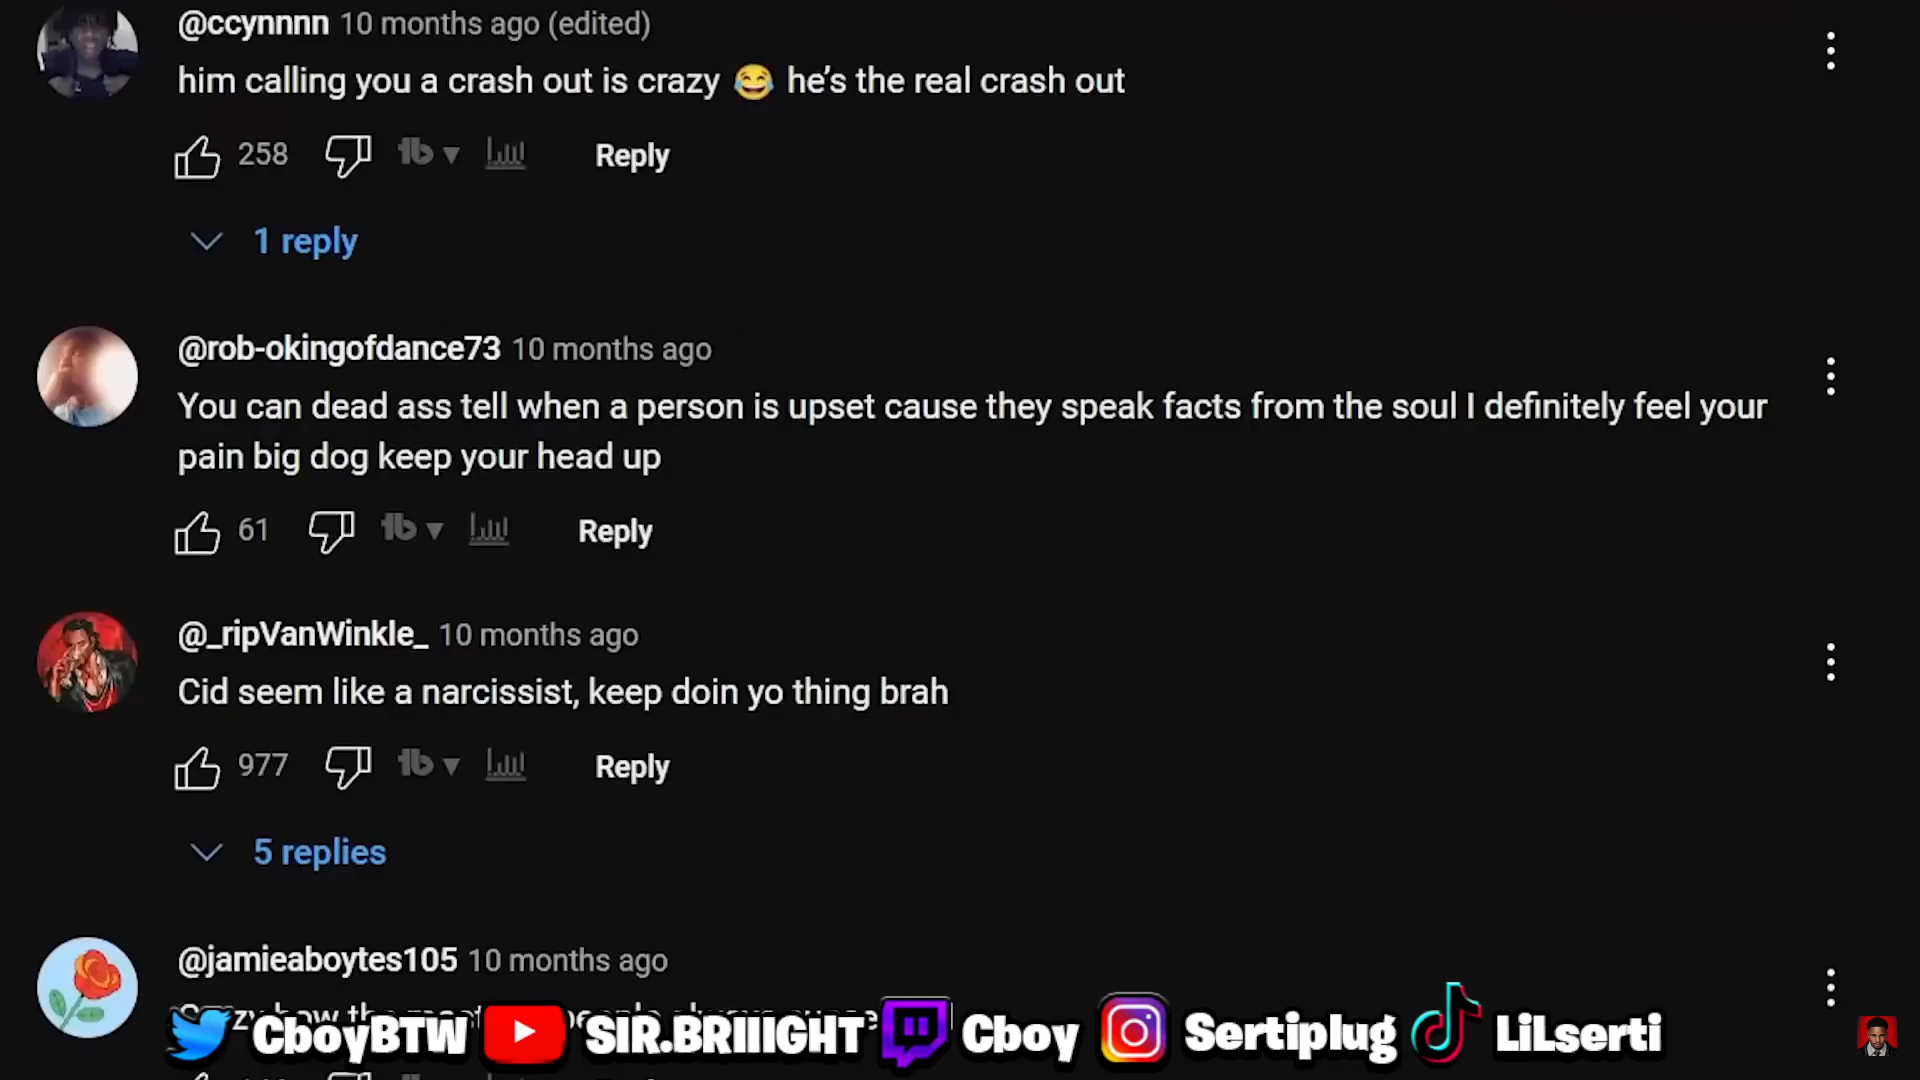 @ccynnnn 10 months ago (edited)
him calling you a crash out is crazy 😂 he's the real crash out
258 Reply
1 reply
@rob-okingofdance73 10 months ago
You can dead ass tell when a person is upset cause they speak facts from the soul I definitely feel your
pain big dog keep your head up
61 Reply
@_ripVanWinkle_ 10 months ago
Cid seem like a narcissist, keep doin yo thing brah
977 Reply
5 replies
@jamieaboytes105 10 months ago
CboyBTW SIR.BRIIIGHT Cboy Sertiplug LiLserti